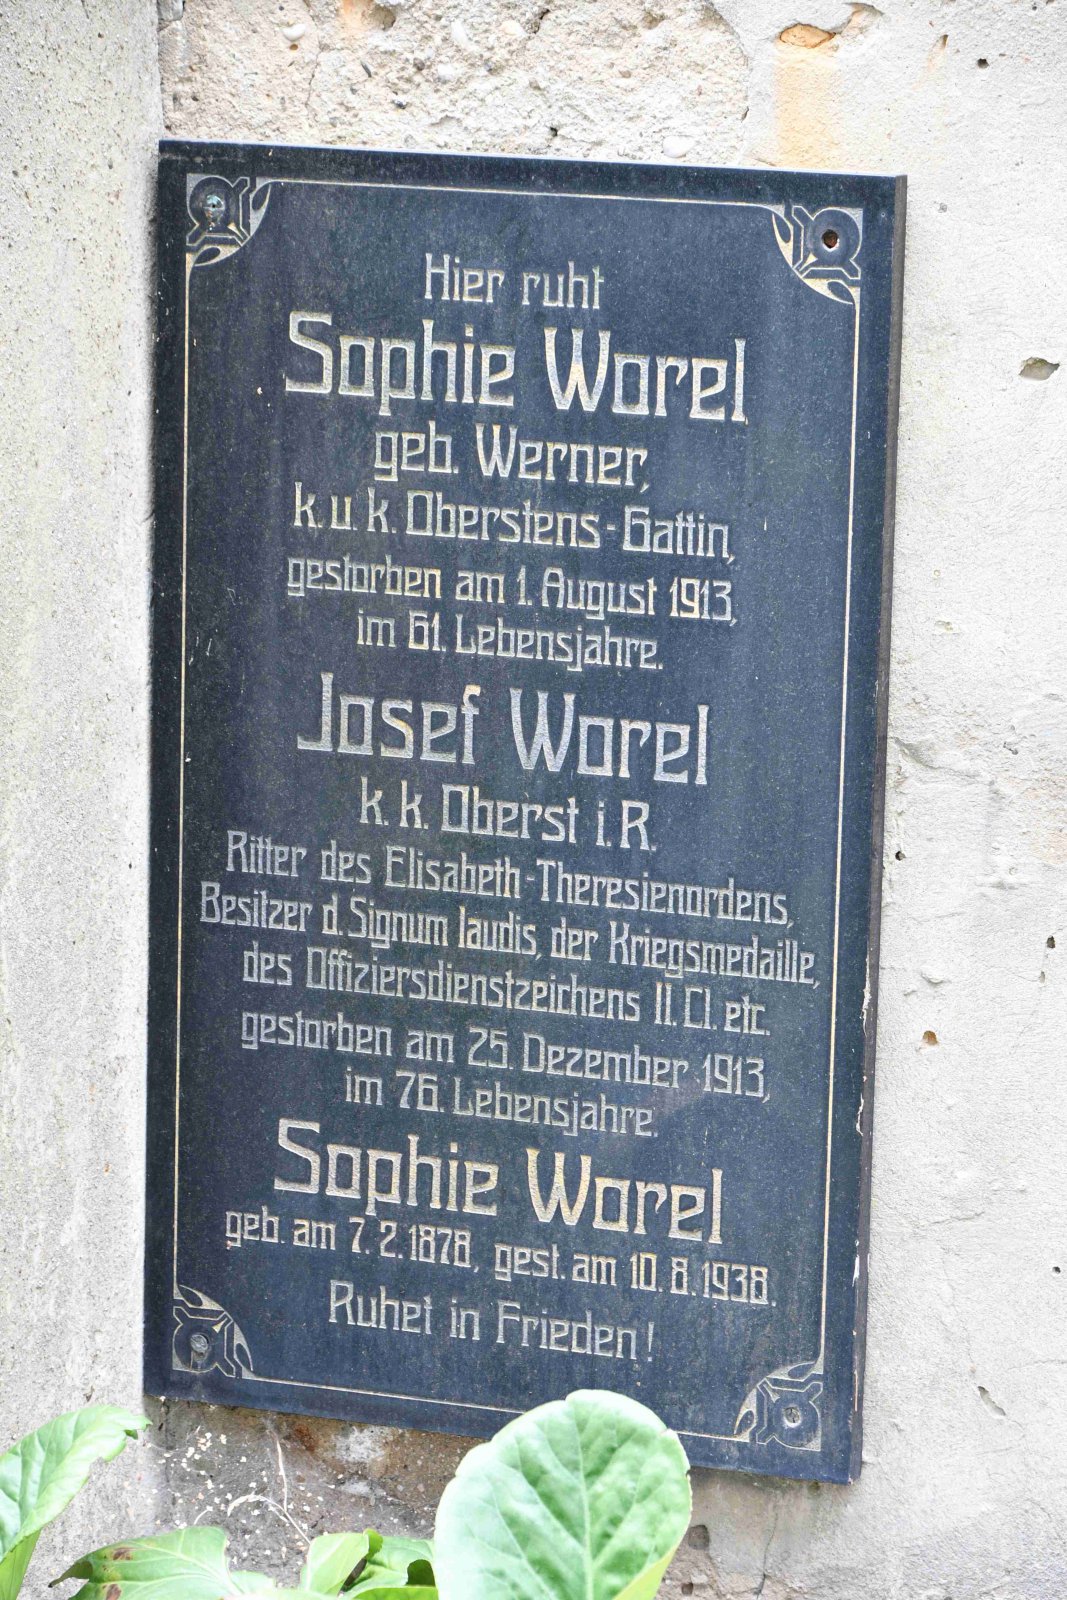 Hier ruht
Sophie Worel
geb. Werner,
k. u. k. Oberstens-Gattin,
gestorben am 1. August 1913,
im 61. Lebensjahre.
Josef Worel
k. k. Oberst i. R.
Ritter des Elisabeth-Theresienordens,
Besitzer d. Signum laudis, der Kriegsmedaille,
des Offiziersdienstzeichens II. Cl. etc.
gestorben am 25. Dezember 1913,
im 76. Lebensjahre.
Sophie Worel
geb. am 7. 2. 1878, gest. am 10. 8. 1938.
Ruhet in Frieden!